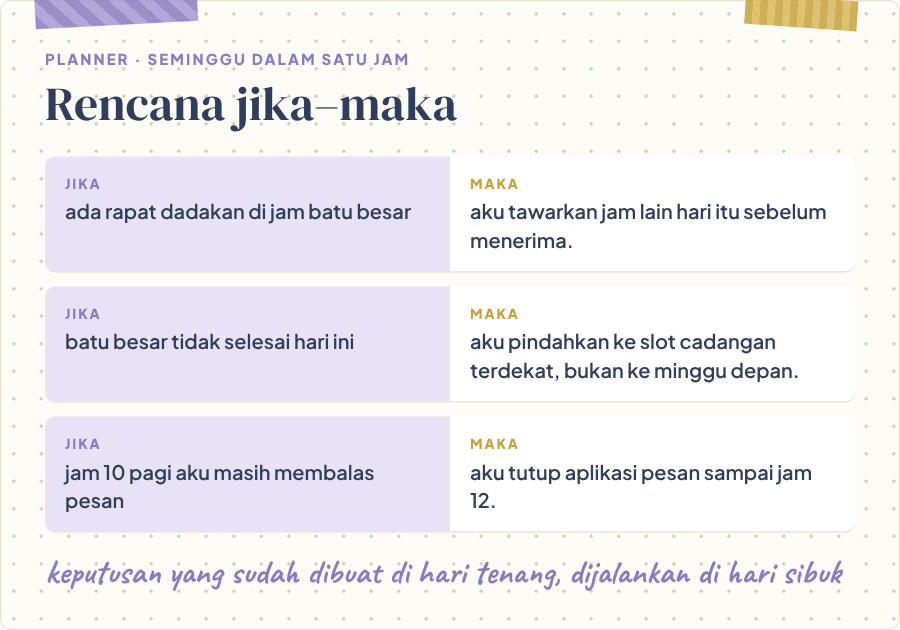 PLANNER · SEMINGGU DALAM SATU JAM
Rencana jika–maka
JIKA
ada rapat dadakan di jam batu besar
MAKA
aku tawarkan jam lain hari itu sebelum
menerima.
JIKA
batu besar tidak selesai hari ini
MAKA
aku pindahkan ke slot cadangan
terdekat, bukan ke minggu depan.
JIKA
jam 10 pagi aku masih membalas
pesan
MAKA
aku tutup aplikasi pesan sampai jam
12.
keputusan yang sudah dibuat di hari tenang, dijalankan di hari sibuk